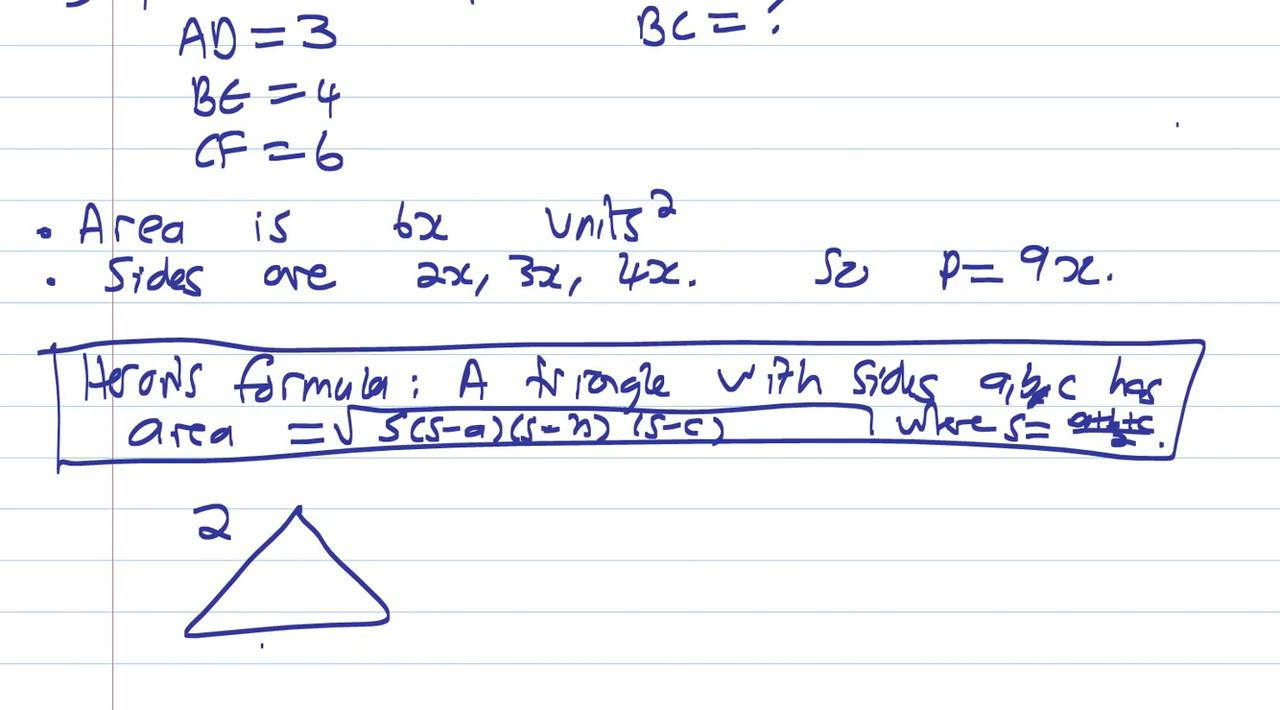 AD = 3
BC = ?
BE = 4
CF = 6
• Area is 6x units²
• Sides are 2x, 3x, 4x. So p = 9x.
Heron's formula: A triangle with sides a,b,c has
area = √s(s-a)(s-b)(s-c) where s = (a+b+c)/2.
2